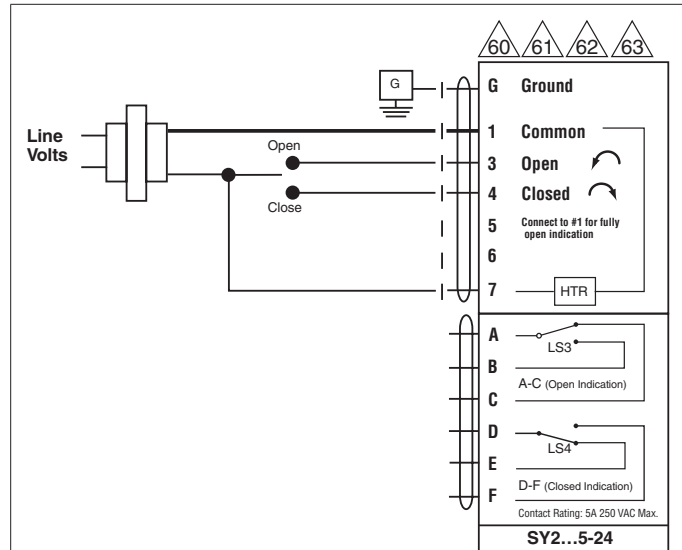 60 61 62 63
G G Ground
Line
Volts
1 Common
Open
3 Open
4 Closed
Close
5 Connect to #1 for fully
open indication
6
7 HTR
A
LS3
B
A-C (Open Indication)
C
D
LS4
E
D-F (Closed Indication)
F
Contact Rating: 5A 250 VAC Max.
SY2...5-24